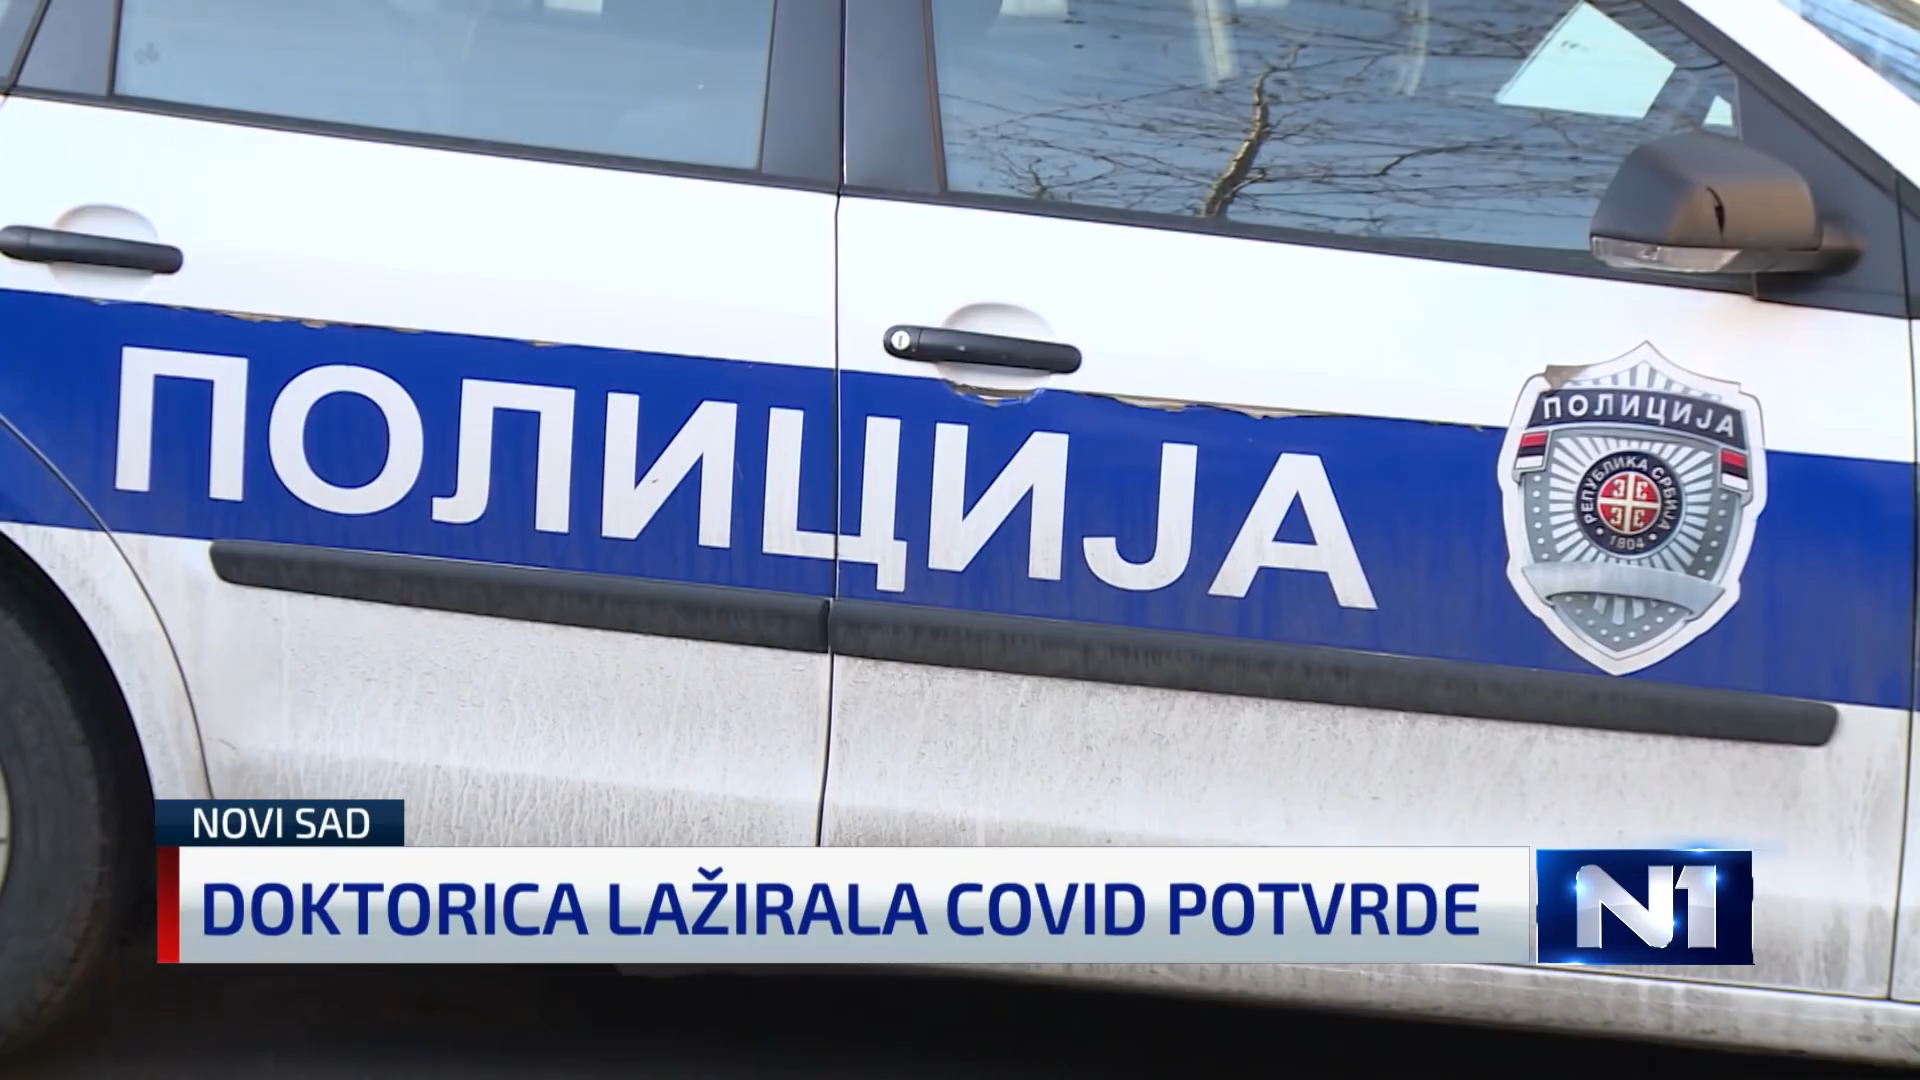 ПОЛИЦИЈА
ПОЛИЦИЈА
РЕПУБЛИКА СРБИЈА
1804
NOVI SAD
DOKTORICA LAŽIRALA COVID POTVRDE
N1